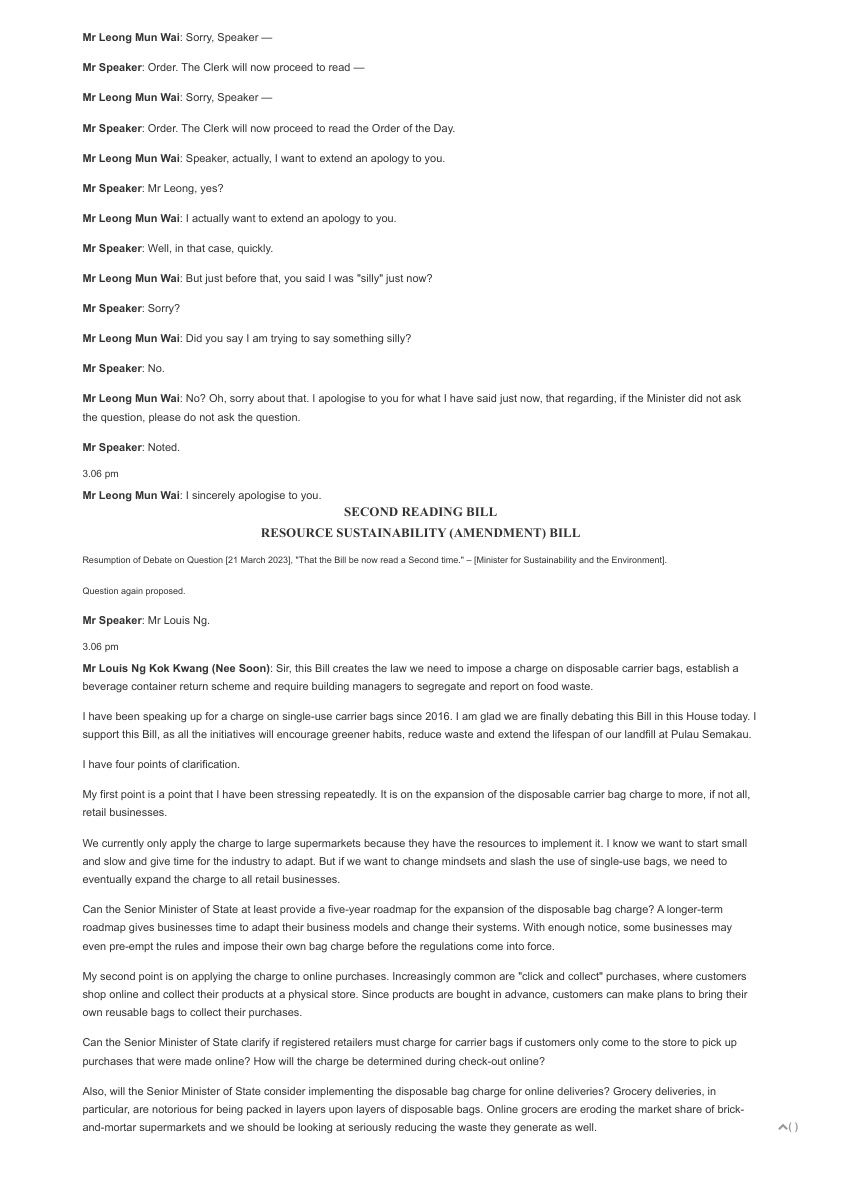 Mr Leong Mun Wai: Sorry, Speaker —
Mr Speaker: Order. The Clerk will now proceed to read —
Mr Leong Mun Wai: Sorry, Speaker —
Mr Speaker: Order. The Clerk will now proceed to read the Order of the Day.
Mr Leong Mun Wai: Speaker, actually, I want to extend an apology to you.
Mr Speaker: Mr Leong, yes?
Mr Leong Mun Wai: I actually want to extend an apology to you.
Mr Speaker: Well, in that case, quickly.
Mr Leong Mun Wai: But just before that, you said I was "silly" just now?
Mr Speaker: Sorry?
Mr Leong Mun Wai: Did you say I am trying to say something silly?
Mr Speaker: No.
Mr Leong Mun Wai: No? Oh, sorry about that. I apologise to you for what I have said just now, that regarding, if the Minister did not ask
the question, please do not ask the question.
Mr Speaker: Noted.
3.06 pm
Mr Leong Mun Wai: I sincerely apologise to you.
SECOND READING BILL
RESOURCE SUSTAINABILITY (AMENDMENT) BILL
Resumption of Debate on Question [21 March 2023], "That the Bill be now read a Second time." – [Minister for Sustainability and the Environment].
Question again proposed.
Mr Speaker: Mr Louis Ng.
3.06 pm
Mr Louis Ng Kok Kwang (Nee Soon): Sir, this Bill creates the law we need to impose a charge on disposable carrier bags, establish a
beverage container return scheme and require building managers to segregate and report on food waste.
I have been speaking up for a charge on single-use carrier bags since 2016. I am glad we are finally debating this Bill in this House today. I
support this Bill, as all the initiatives will encourage greener habits, reduce waste and extend the lifespan of our landfill at Pulau Semakau.
I have four points of clarification.
My first point is a point that I have been stressing repeatedly. It is on the expansion of the disposable carrier bag charge to more, if not all,
retail businesses.
We currently only apply the charge to large supermarkets because they have the resources to implement it. I know we want to start small
and slow and give time for the industry to adapt. But if we want to change mindsets and slash the use of single-use bags, we need to
eventually expand the charge to all retail businesses.
Can the Senior Minister of State at least provide a five-year roadmap for the expansion of the disposable bag charge? A longer-term
roadmap gives businesses time to adapt their business models and change their systems. With enough notice, some businesses may
even pre-empt the rules and impose their own bag charge before the regulations come into force.
My second point is on applying the charge to online purchases. Increasingly common are "click and collect" purchases, where customers
shop online and collect their products at a physical store. Since products are bought in advance, customers can make plans to bring their
own reusable bags to collect their purchases.
Can the Senior Minister of State clarify if registered retailers must charge for carrier bags if customers only come to the store to pick up
purchases that were made online? How will the charge be determined during check-out online?
Also, will the Senior Minister of State consider implementing the disposable bag charge for online deliveries? Grocery deliveries, in
particular, are notorious for being packed in layers upon layers of disposable bags. Online grocers are eroding the market share of brick-
and-mortar supermarkets and we should be looking at seriously reducing the waste they generate as well.
( )